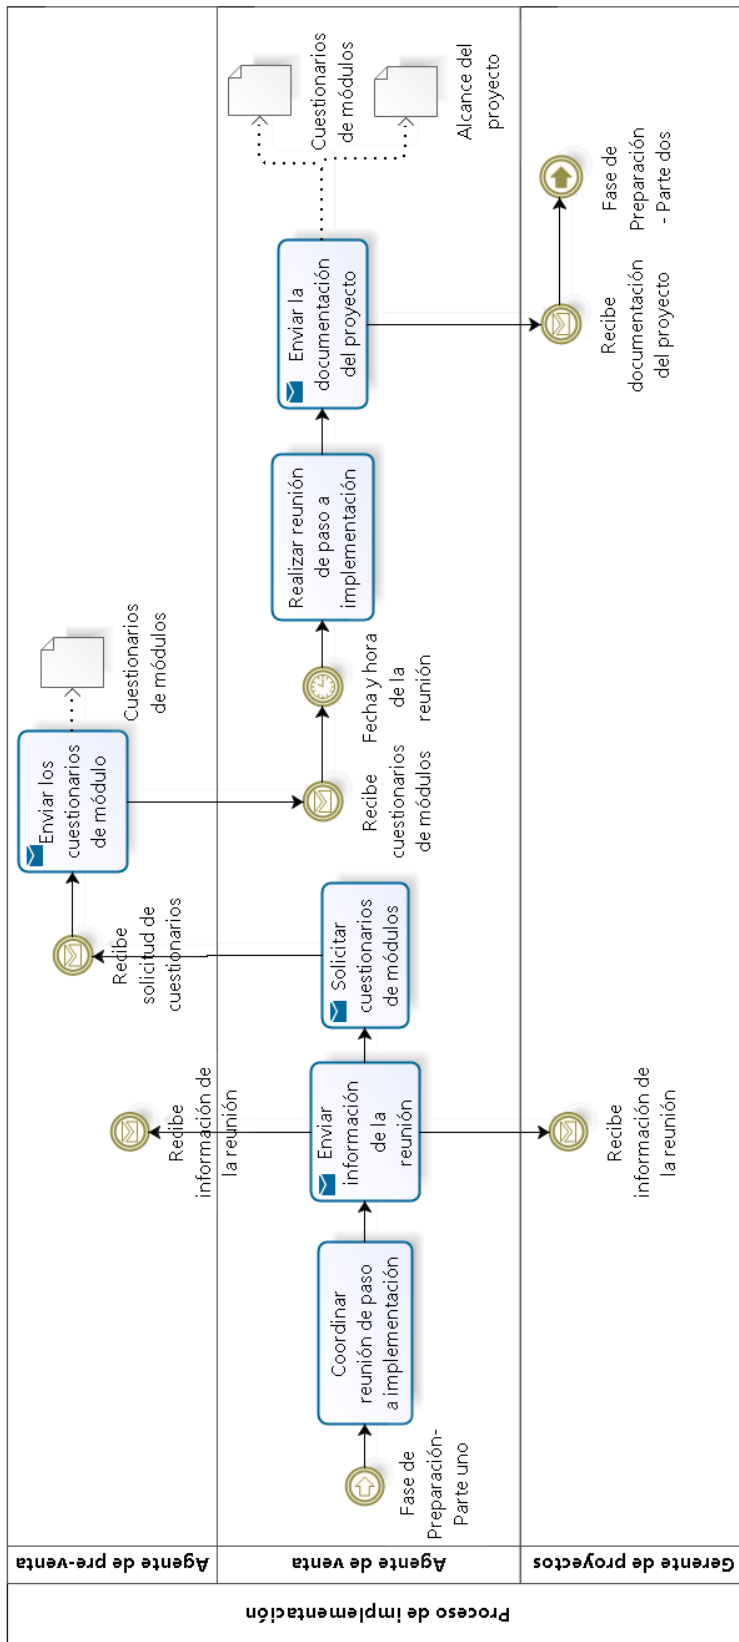 Proceso de implementación
Agente de pre-venta
Recibe
información de
la reunión
Recibe
solicitud de
cuestionarios
Enviar los
cuestionarios
de módulo
Cuestionarios
de módulos
Agente de venta
Fase de
Preparación-
Parte uno
Coordinar
reunión de paso
a implementación
Enviar
información
de la
reunión
Solicitar
cuestionarios
de módulos
Recibe
cuestionarios
de módulos
Fecha y hora
de la
reunión
Realizar reunión
de paso a
implementación
Enviar la
documentación
del proyecto
Cuestionarios
de módulos
Alcance del
proyecto
Gerente de proyectos
Recibe
información de
la reunión
Recibe
documentación
del proyecto
Fase de
Preparación
- Parte dos